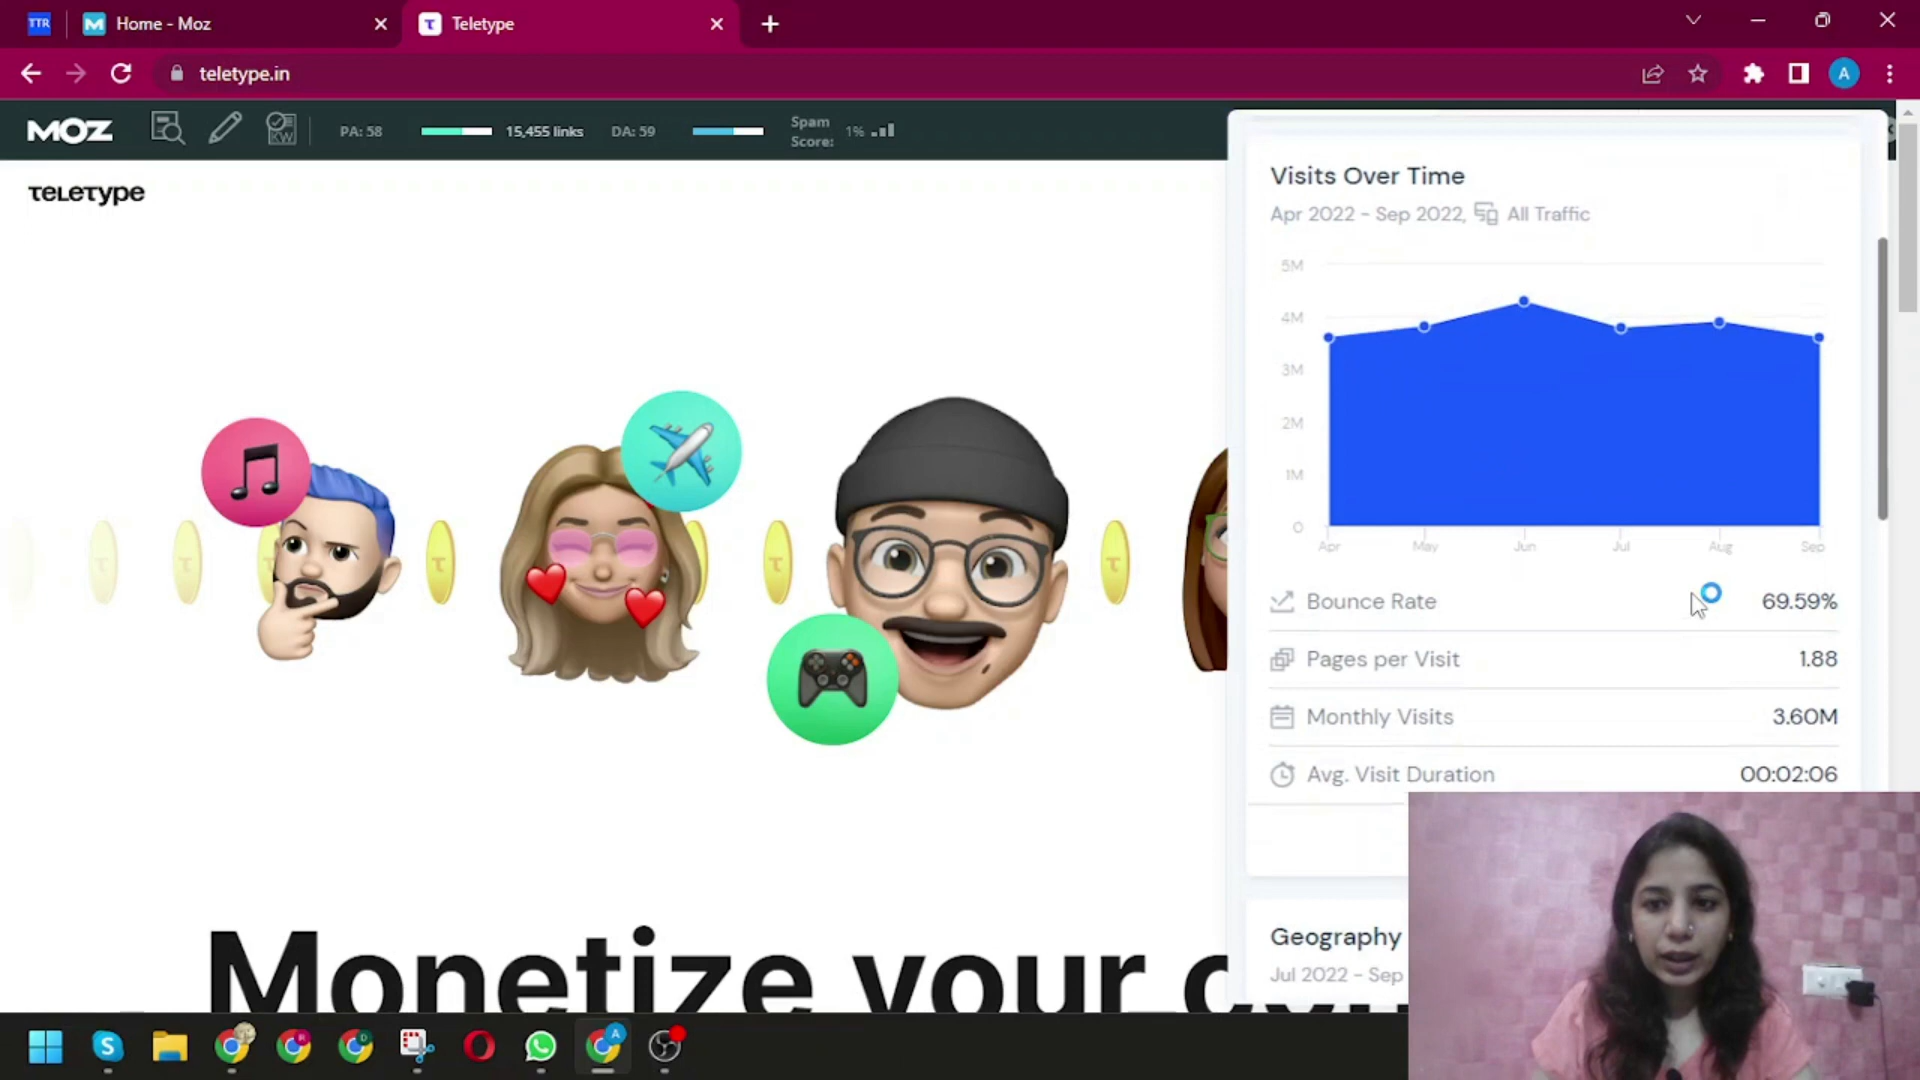 TTR
Home - Moz
Teletype
teletype.in
A
MOZ
KW
PA: 58
15,455 links
DA: 59
Spam Score:
1%
TELETYPE
Visits Over Time
Apr 2022 - Sep 2022, All Traffic
5M
4M
3M
2M
1M
0
Apr May Jun Jul Aug Sep
Bounce Rate 69.59%
Pages per Visit 1.88
Monthly Visits 3.60M
Avg. Visit Duration 00:02:06
Geography
Jul 2022 - Sep
Monetize your